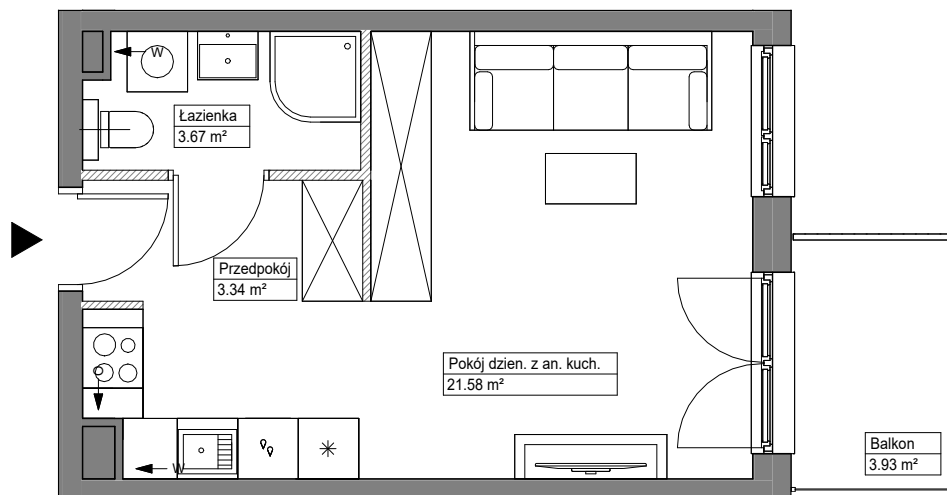 W
Łazienka
3.67 m²
Przedpokój
3.34 m²
Pokój dzien. z an. kuch.
21.58 m²
Balkon
3.93 m²
W